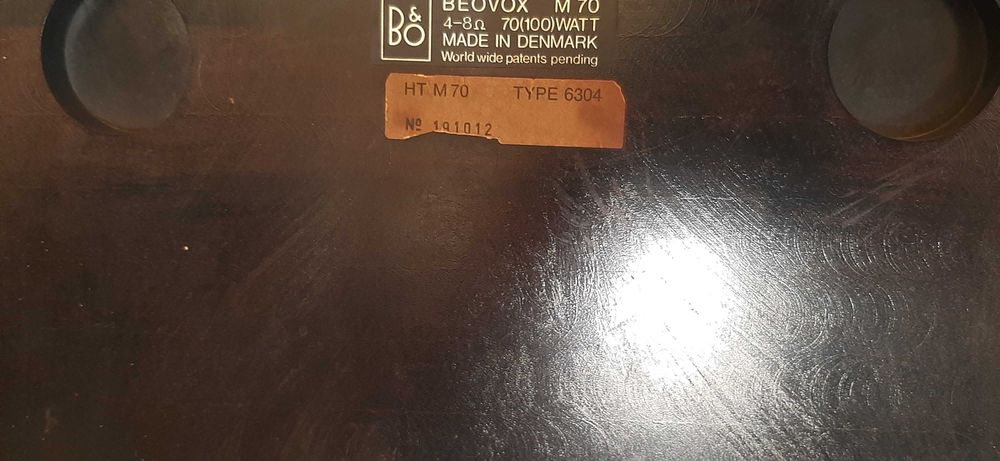 B&O
BEOVOX M 70
4-8Ω 70(100)WATT
MADE IN DENMARK
World wide patents pending
HT M70 TYPE 6304
Nº 191012